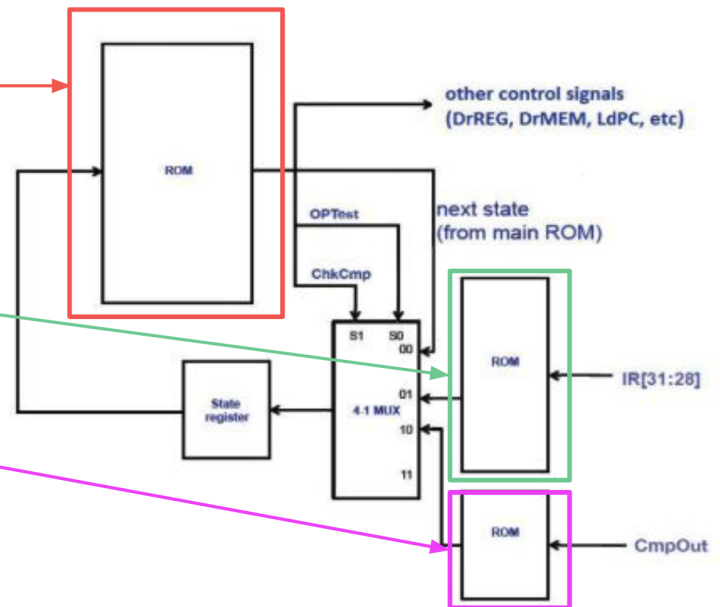 other control signals
(DrREG, DrMEM, LdPC, etc)
ROM
OPTest
next state
(from main ROM)
ChkCmp
S1 S0
00
ROM
IR[31:28]
State
register
4-1 MUX
01
10
11
ROM
CmpOut